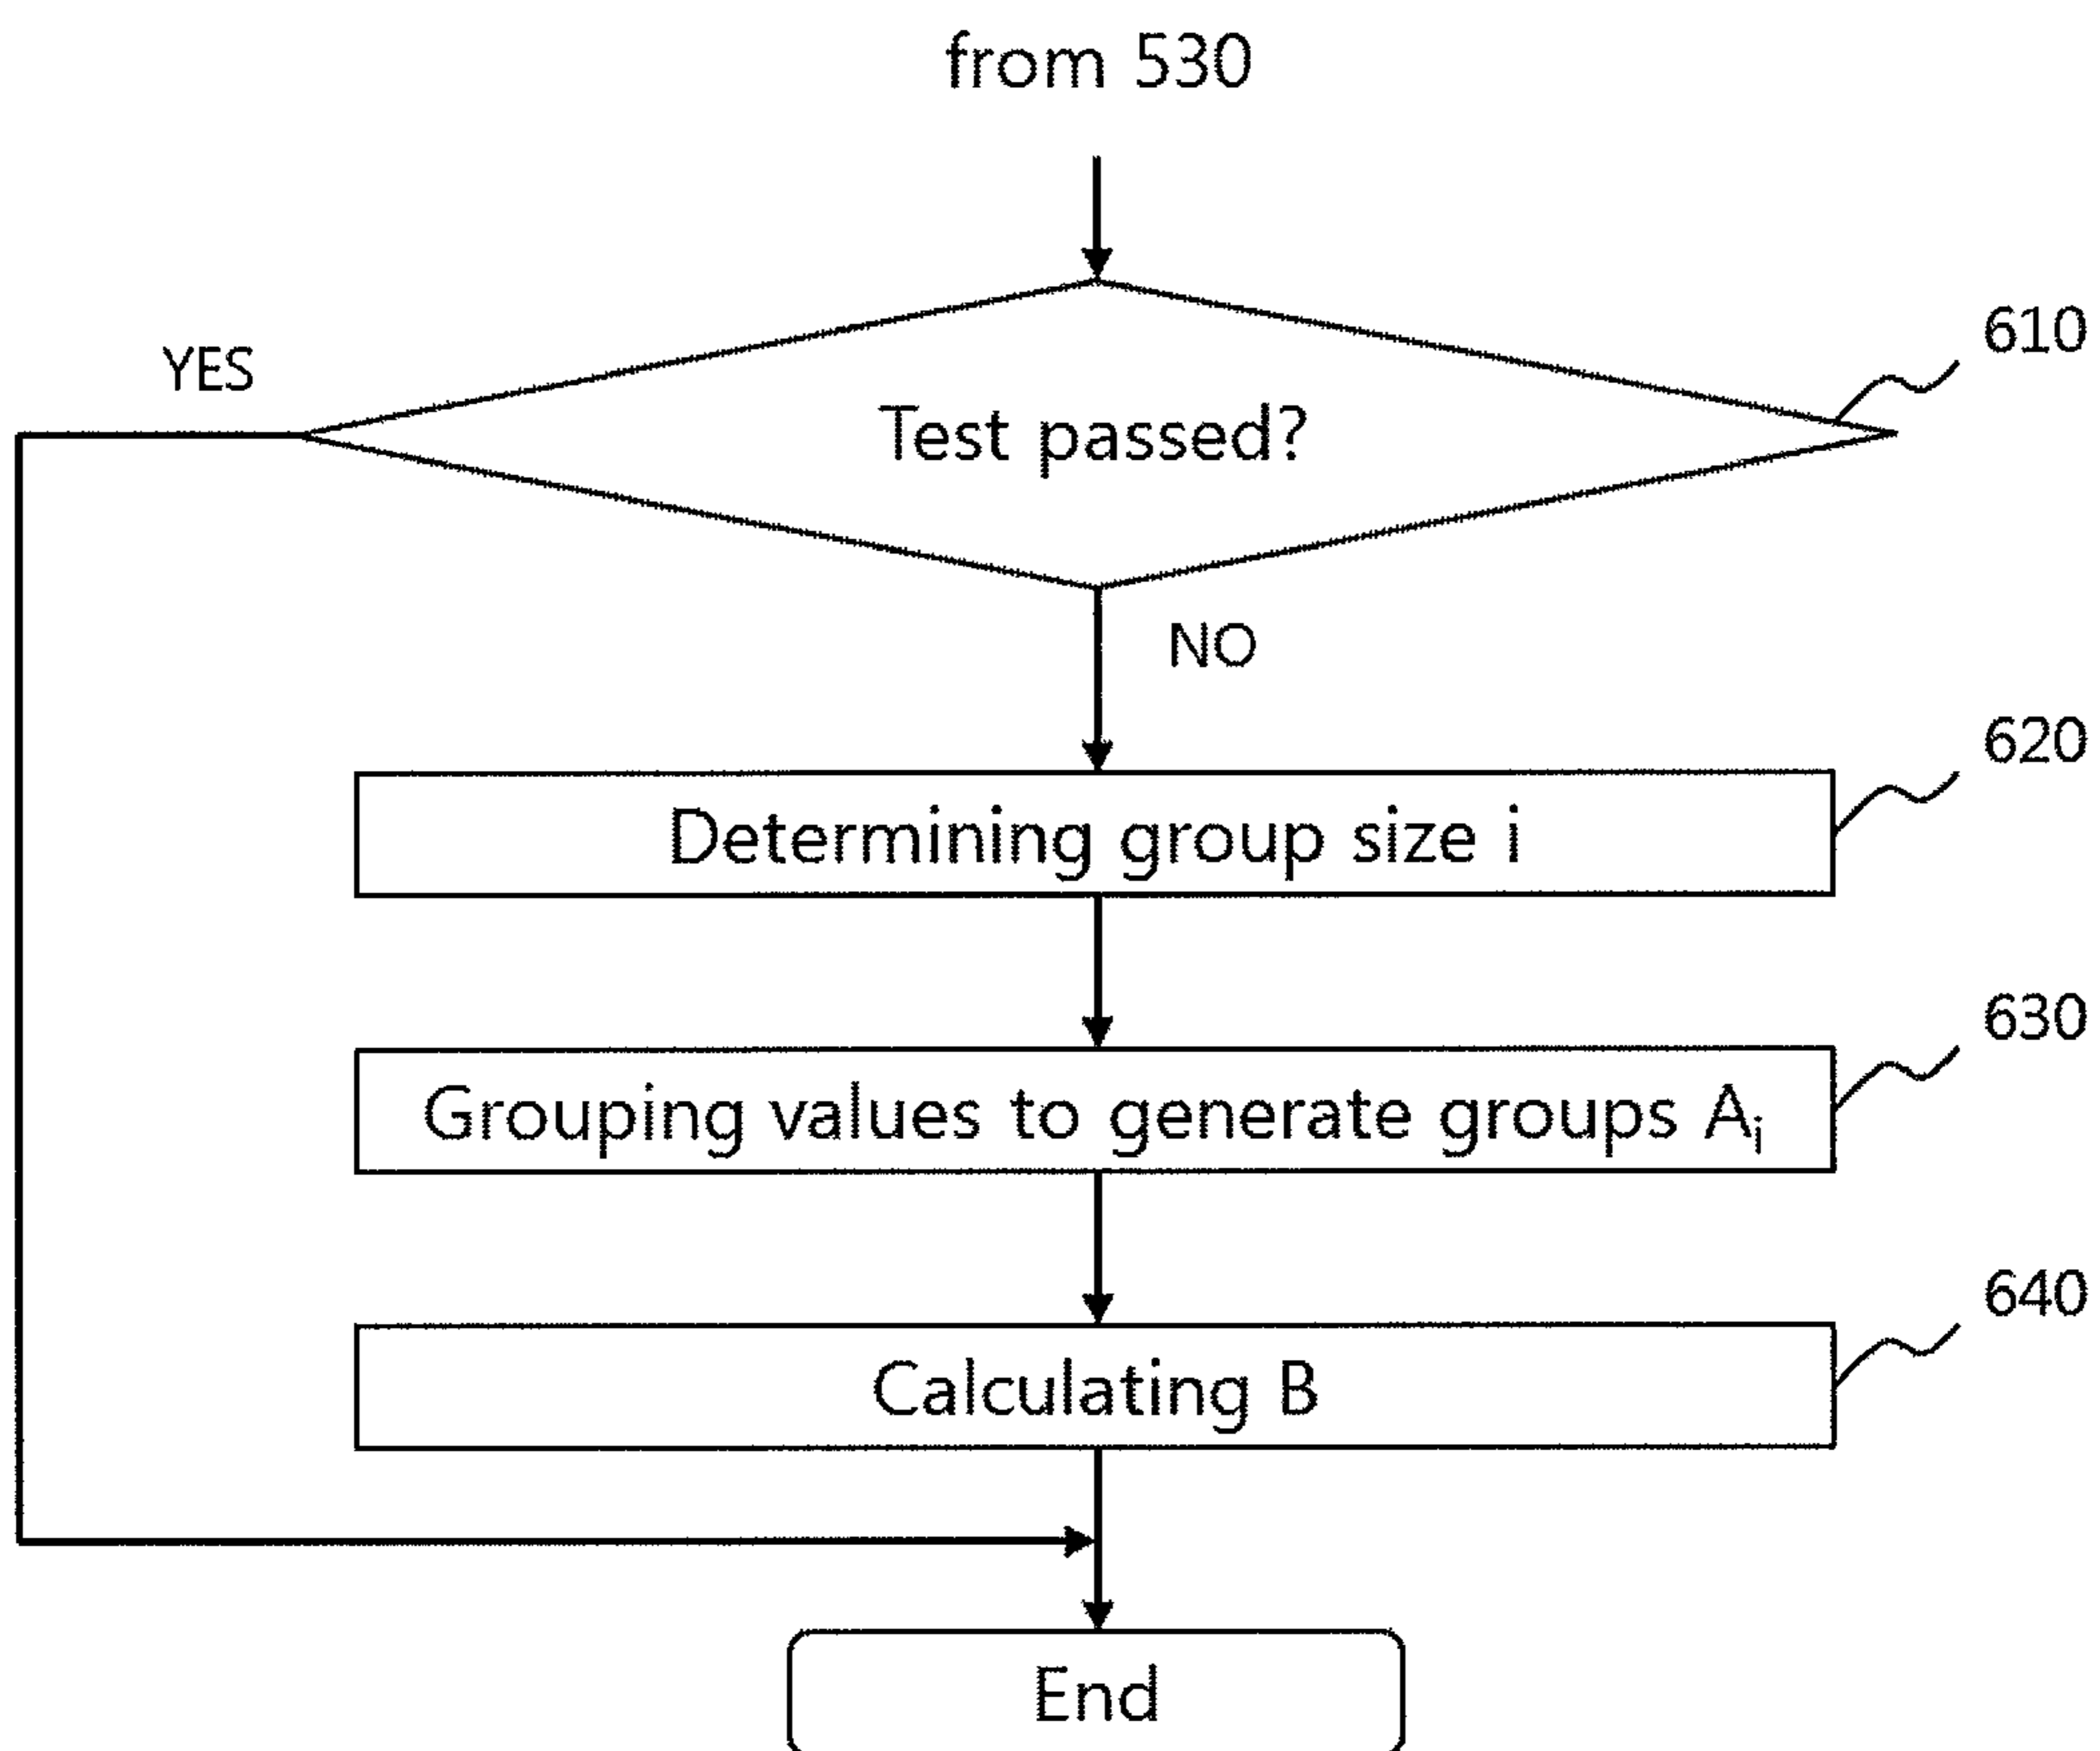 from 530
610
YES
Test passed?
NO
620
Determining group size i
630
Grouping values to generate groups Ai
640
Calculating B
End